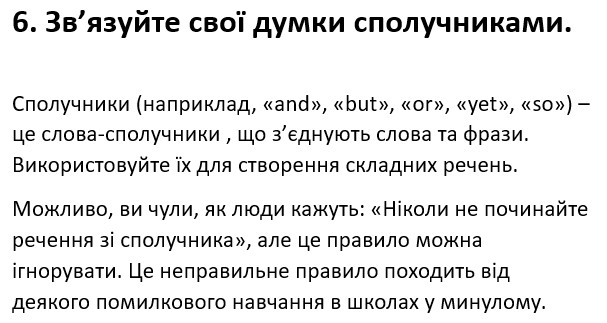 6. Зв’язуйте свої думки сполучниками.
Сполучники (наприклад, «and», «but», «or», «yet», «so») –
це слова-сполучники , що з’єднують слова та фрази.
Використовуйте їх для створення складних речень.
Можливо, ви чули, як люди кажуть: «Ніколи не починайте
речення зі сполучника», але це правило можна
ігнорувати. Це неправильне правило походить від
деякого помилкового навчання в школах у минулому.